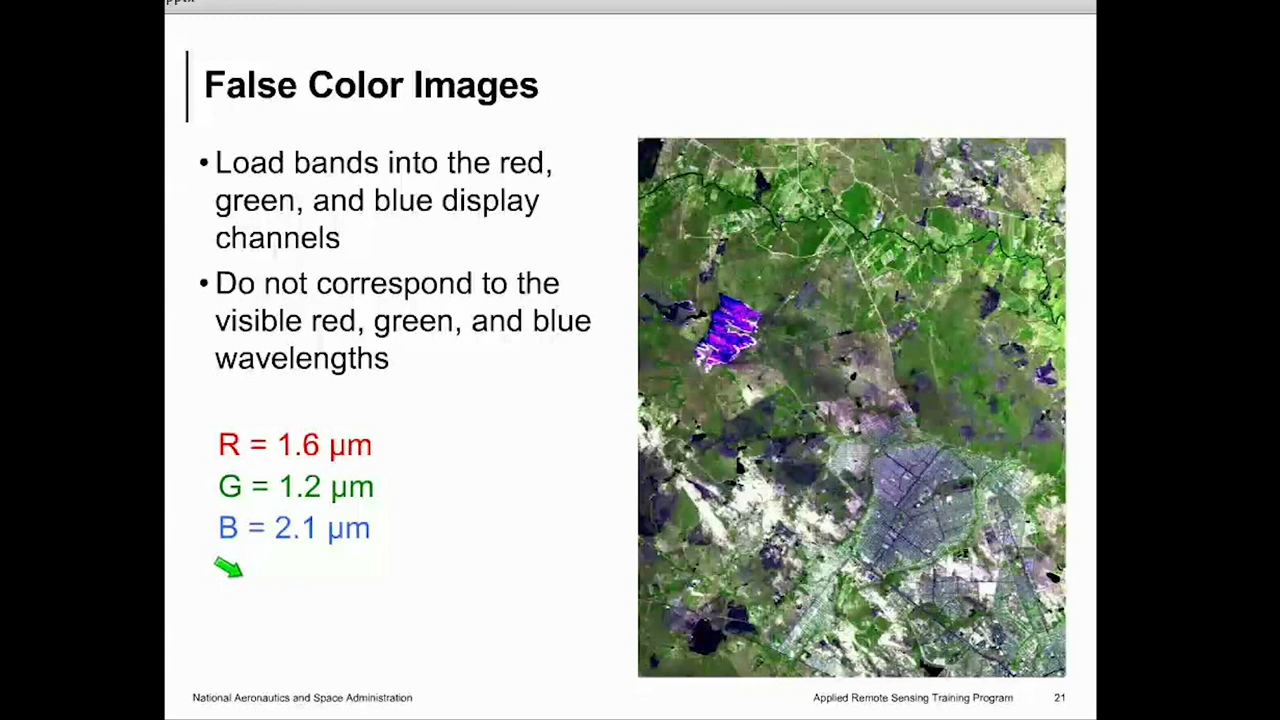 False Color Images
• Load bands into the red,
green, and blue display
channels
• Do not correspond to the
visible red, green, and blue
wavelengths
R = 1.6 µm
G = 1.2 µm
B = 2.1 µm
National Aeronautics and Space Administration
Applied Remote Sensing Training Program
21